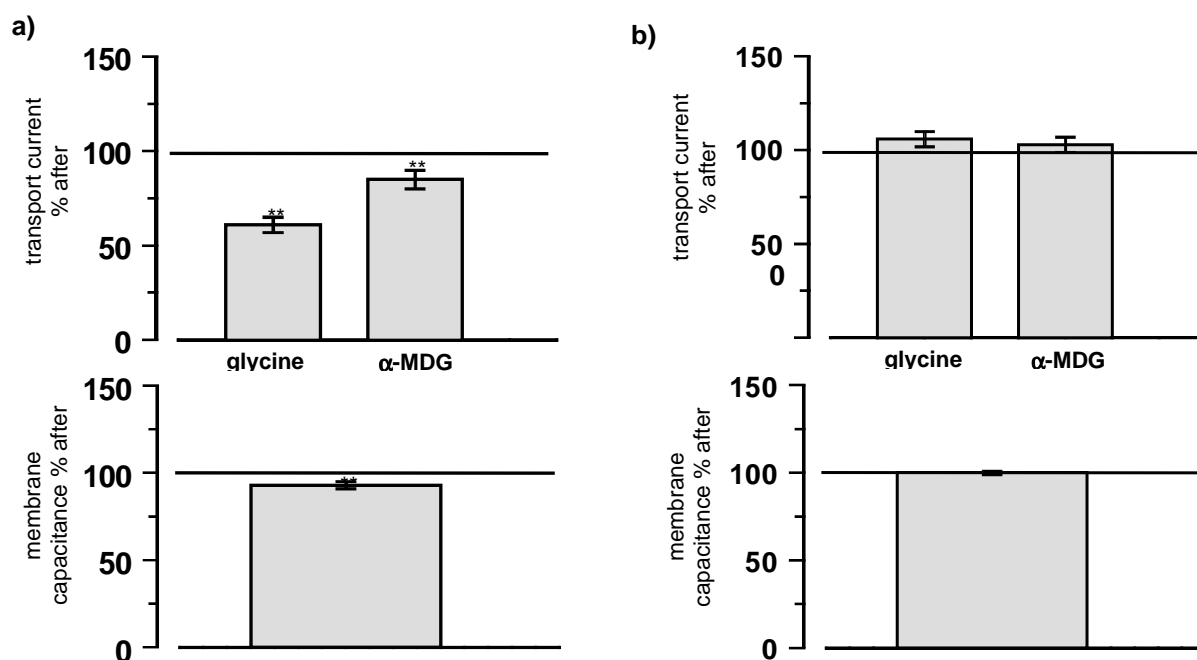 a)
150
100
50
0
transport current
% after
**
**
glycine
α-MDG
150
100
50
0
membrane
capacitance % after
**
b)
150
100
50
0
transport current
% after
glycine
α-MDG
150
100
50
0
membrane
capacitance % after